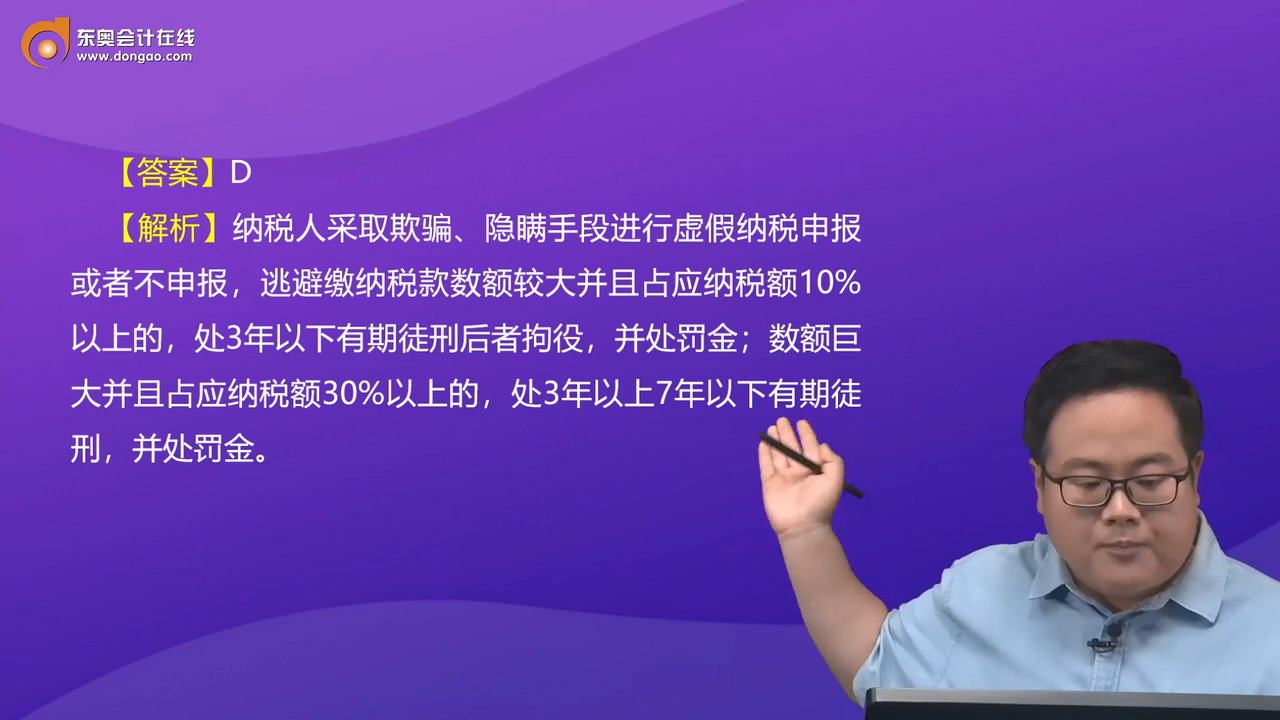 东奥会计在线
www.dongao.com
【答案】D
【解析】纳税人采取欺骗、隐瞒手段进行虚假纳税申报
或者不申报，逃避缴纳税款数额较大并且占应纳税额10%
以上的，处3年以下有期徒刑后者拘役，并处罚金；数额巨
大并且占应纳税额30%以上的，处3年以上7年以下有期徒
刑，并处罚金。